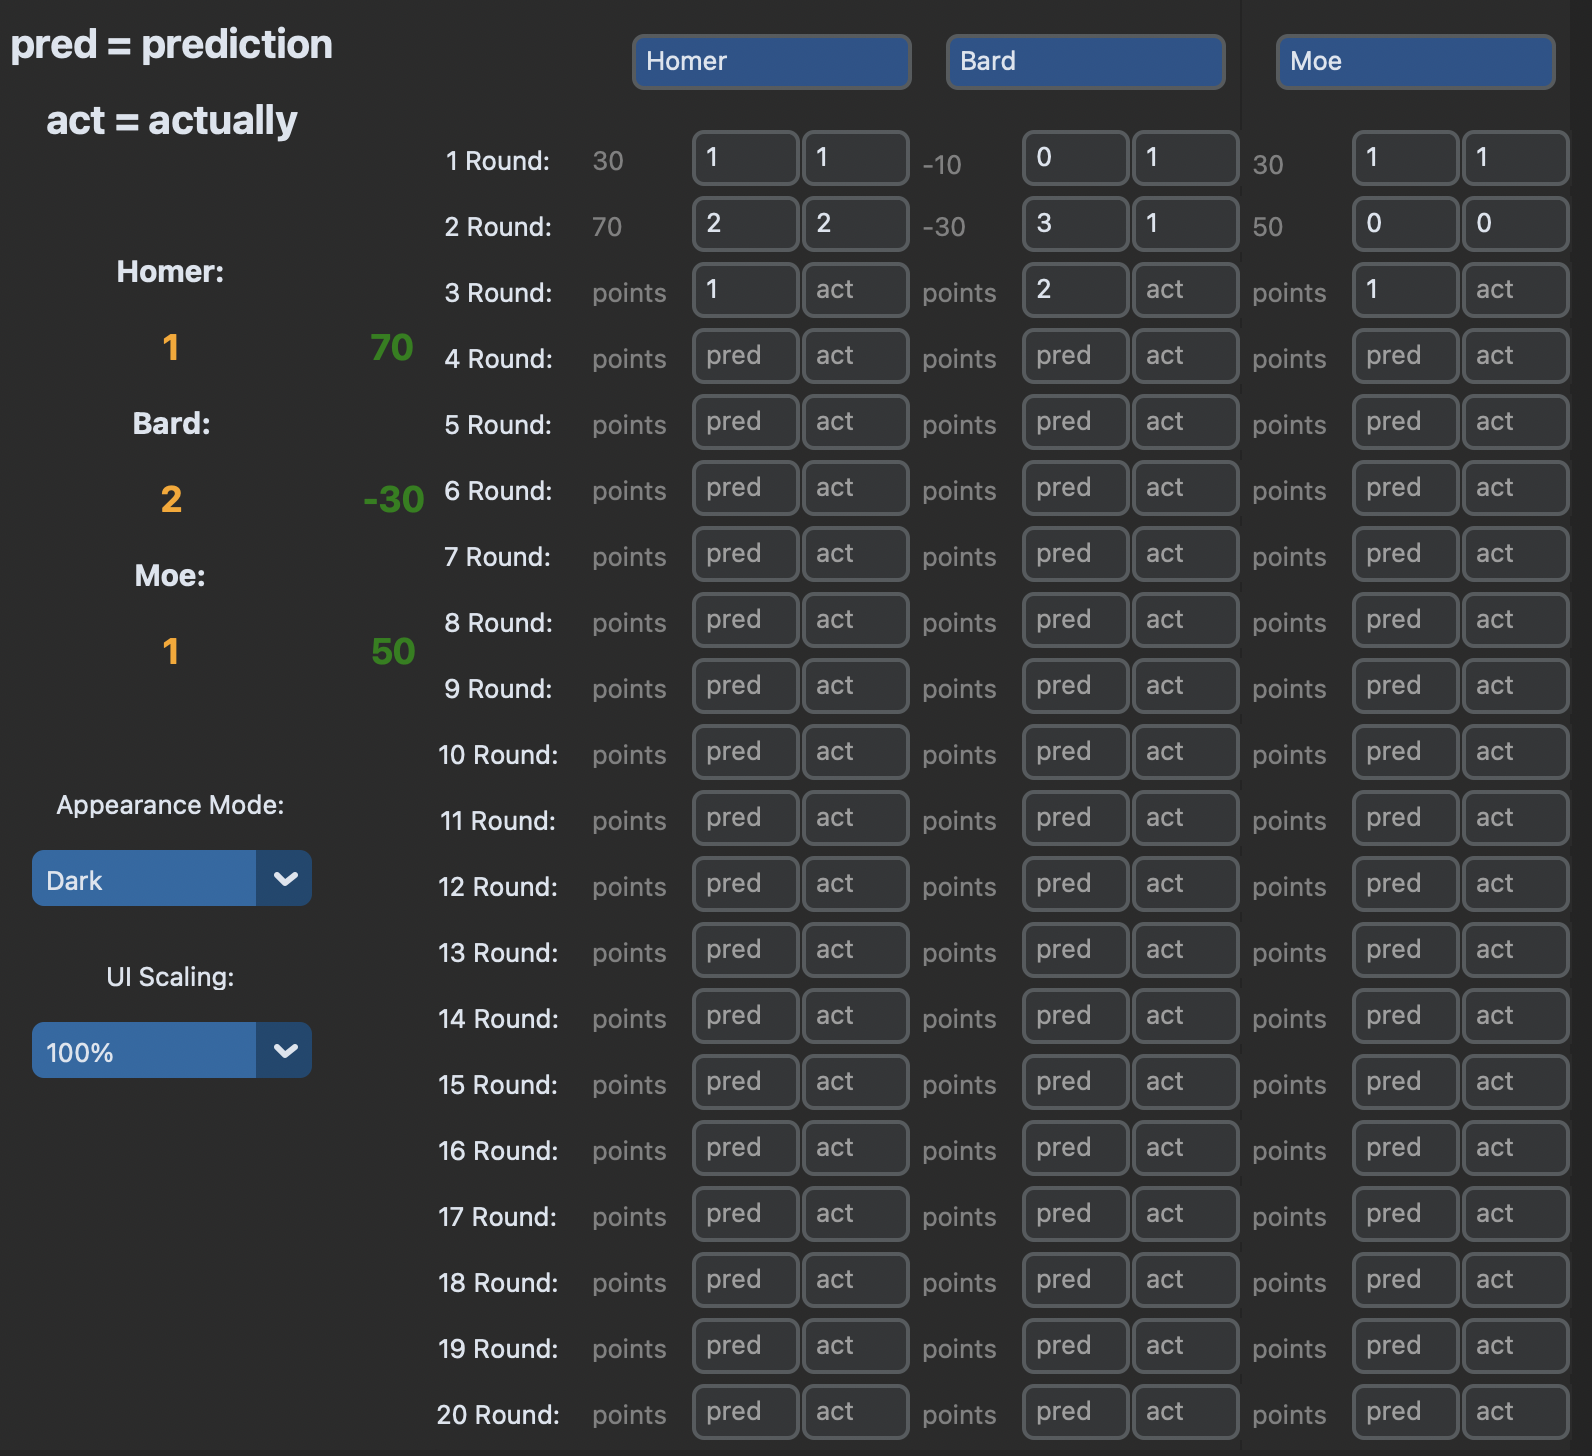 pred = prediction
act = actually
Homer Bard Moe
1 Round: 30 1 1 -10 0 1 30 1 1
2 Round: 70 2 2 -30 3 1 50 0 0
3 Round: points 1 act points 2 act points 1 act
4 Round: points pred act points pred act points pred act
5 Round: points pred act points pred act points pred act
6 Round: points pred act points pred act points pred act
7 Round: points pred act points pred act points pred act
8 Round: points pred act points pred act points pred act
9 Round: points pred act points pred act points pred act
10 Round: points pred act points pred act points pred act
11 Round: points pred act points pred act points pred act
12 Round: points pred act points pred act points pred act
13 Round: points pred act points pred act points pred act
14 Round: points pred act points pred act points pred act
15 Round: points pred act points pred act points pred act
16 Round: points pred act points pred act points pred act
17 Round: points pred act points pred act points pred act
18 Round: points pred act points pred act points pred act
19 Round: points pred act points pred act points pred act
20 Round: points pred act points pred act points pred act
Homer:
1 70
Bard:
2 -30
Moe:
1 50
Appearance Mode:
Dark
UI Scaling:
100%